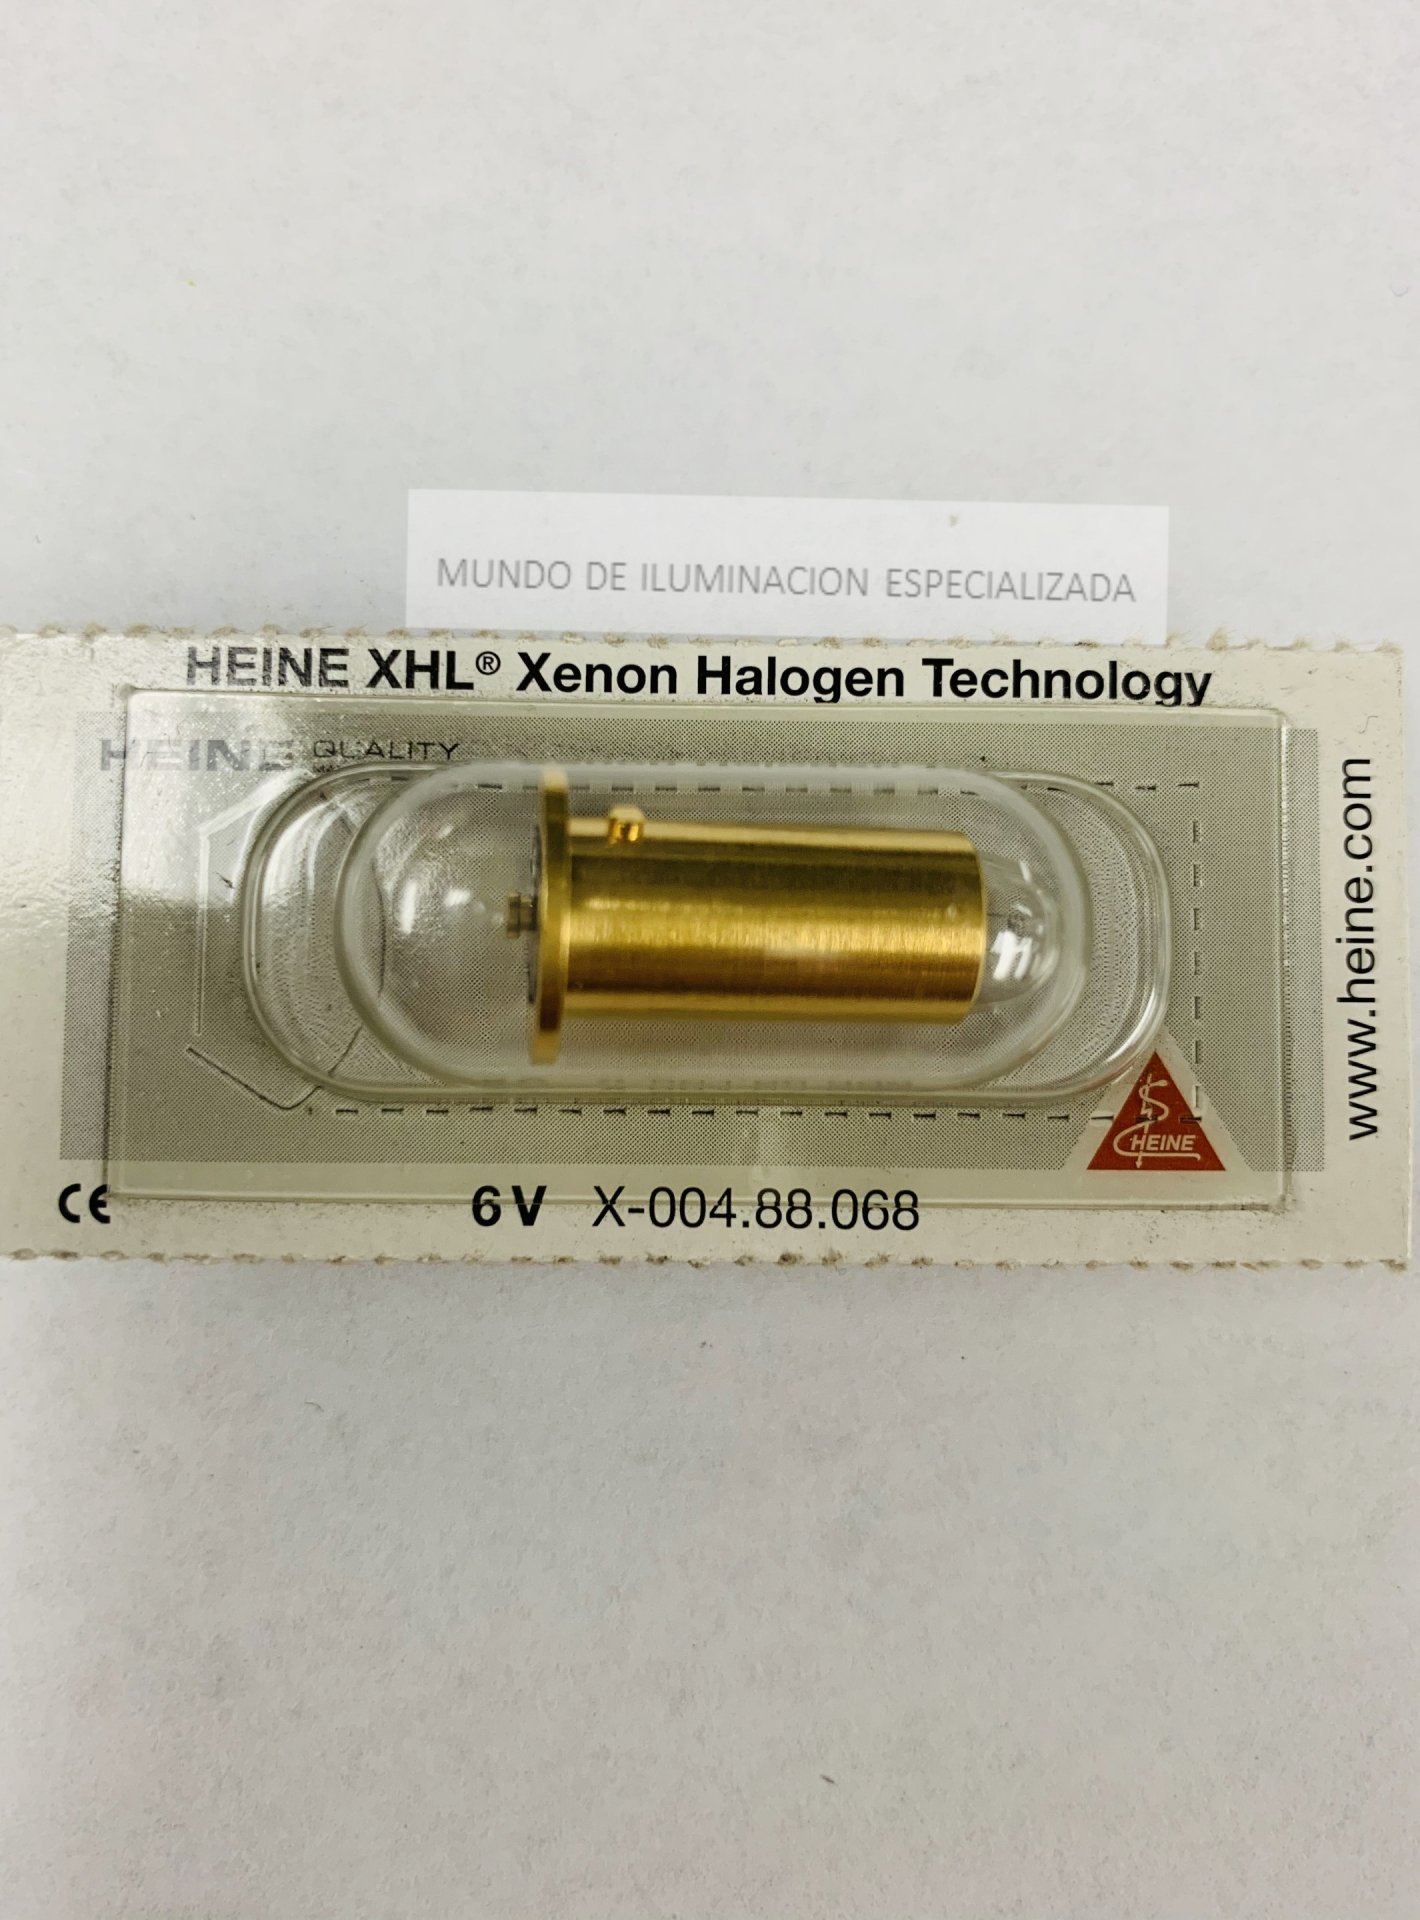 MUNDO DE ILUMINACION ESPECIALIZADA
HEINE XHL® Xenon Halogen Technology
HEINE QUALITY
www.heine.com
HEINE
CE
6V X-004.88.068